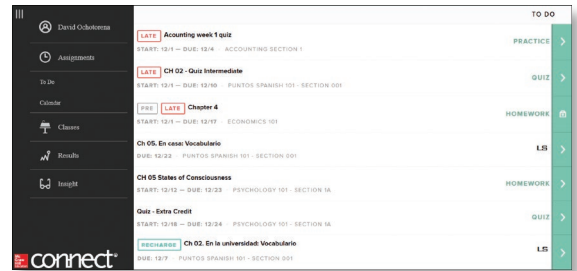 TO DO
David Ochotorena
Assignments
To Do
Calendar
Classes
Results
Insight
connect
LATE Acounting week 1 quiz
START: 12/1 — DUE: 12/4 · ACCOUNTING SECTION 1
PRACTICE
LATE CH 02 - Quiz Intermediate
START: 12/1 — DUE: 12/10 · PUNTOS SPANISH 101 - SECTION 001
QUIZ
PRE LATE Chapter 4
START: 12/1 — DUE: 12/17 · ECONOMICS 101
HOMEWORK
Ch 05. En casa: Vocabulario
DUE: 12/22 · PUNTOS SPANISH 101 - SECTION 001
LS
CH 05 States of Consciousness
START: 12/12 — DUE: 12/23 · PSYCHOLOGY 101 - SECTION 1A
HOMEWORK
Quiz - Extra Credit
START: 12/18 — DUE: 12/24 · PSYCHOLOGY 101 - SECTION 1A
QUIZ
RECHARGE Ch 02. En la universidad: Vocabulario
DUE: 12/7 · PUNTOS SPANISH 101 - SECTION 001
LS